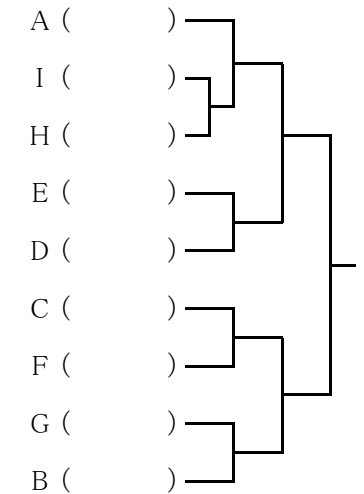 A (          )
I (          )
H (          )
E (          )
D (          )
C (          )
F (          )
G (          )
B (          )